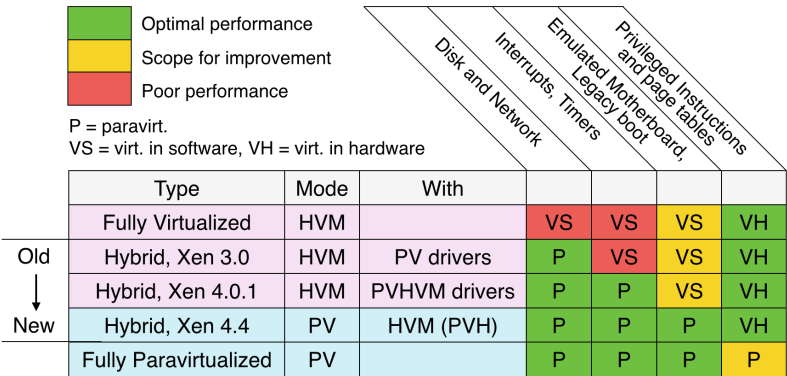 Optimal performance
Scope for improvement
Poor performance
P = paravirt.
VS = virt. in software, VH = virt. in hardware
Disk and Network
Interrupts, Timers
Emulated Motherboard,
Legacy boot
Privileged Instructions
and page tables
Type Mode With
Fully Virtualized HVM VS VS VS VH
Old Hybrid, Xen 3.0 HVM PV drivers P VS VS VH
Hybrid, Xen 4.0.1 HVM PVHVM drivers P P VS VH
New Hybrid, Xen 4.4 PV HVM (PVH) P P P VH
Fully Paravirtualized PV P P P P